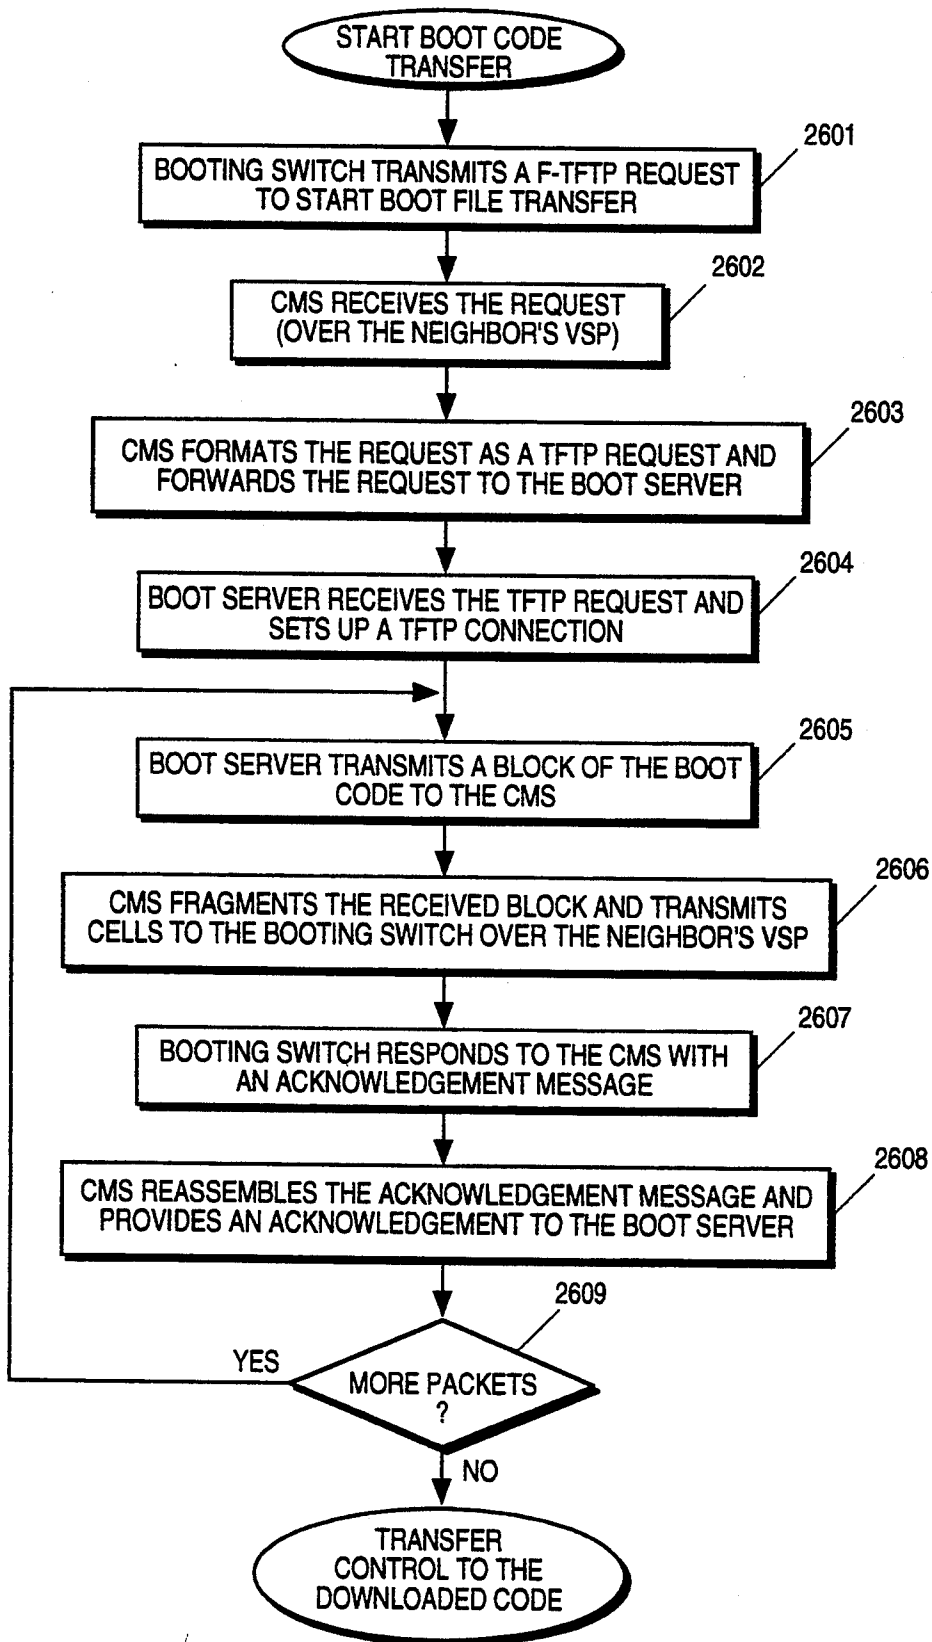 START BOOT CODE
TRANSFER
2601
BOOTING SWITCH TRANSMITS A F-TFTP REQUEST
TO START BOOT FILE TRANSFER
2602
CMS RECEIVES THE REQUEST
(OVER THE NEIGHBOR'S VSP)
2603
CMS FORMATS THE REQUEST AS A TFTP REQUEST AND
FORWARDS THE REQUEST TO THE BOOT SERVER
2604
BOOT SERVER RECEIVES THE TFTP REQUEST AND
SETS UP A TFTP CONNECTION
2605
BOOT SERVER TRANSMITS A BLOCK OF THE BOOT
CODE TO THE CMS
2606
CMS FRAGMENTS THE RECEIVED BLOCK AND TRANSMITS
CELLS TO THE BOOTING SWITCH OVER THE NEIGHBOR'S VSP
2607
BOOTING SWITCH RESPONDS TO THE CMS WITH
AN ACKNOWLEDGEMENT MESSAGE
2608
CMS REASSEMBLES THE ACKNOWLEDGEMENT MESSAGE AND
PROVIDES AN ACKNOWLEDGEMENT TO THE BOOT SERVER
2609
YES
MORE PACKETS
?
NO
TRANSFER
CONTROL TO THE
DOWNLOADED CODE